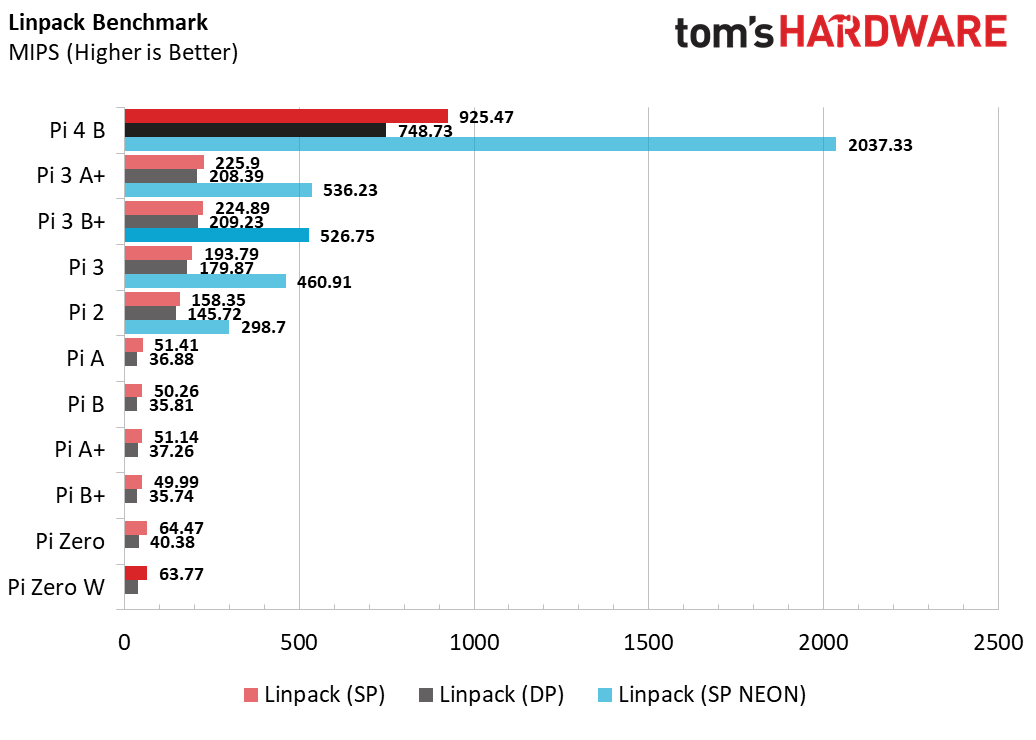 Linpack Benchmark
MIPS (Higher is Better)
tom's HARDWARE
Pi 4 B
925.47
748.73
2037.33
Pi 3 A+
225.9
208.39
536.23
Pi 3 B+
224.89
209.23
526.75
Pi 3
193.79
179.87
460.91
Pi 2
158.35
145.72
298.7
Pi A
51.41
36.88
Pi B
50.26
35.81
Pi A+
51.14
37.26
Pi B+
49.99
35.74
Pi Zero
64.47
40.38
Pi Zero W
63.77
0 500 1000 1500 2000 2500
Linpack (SP) Linpack (DP) Linpack (SP NEON)